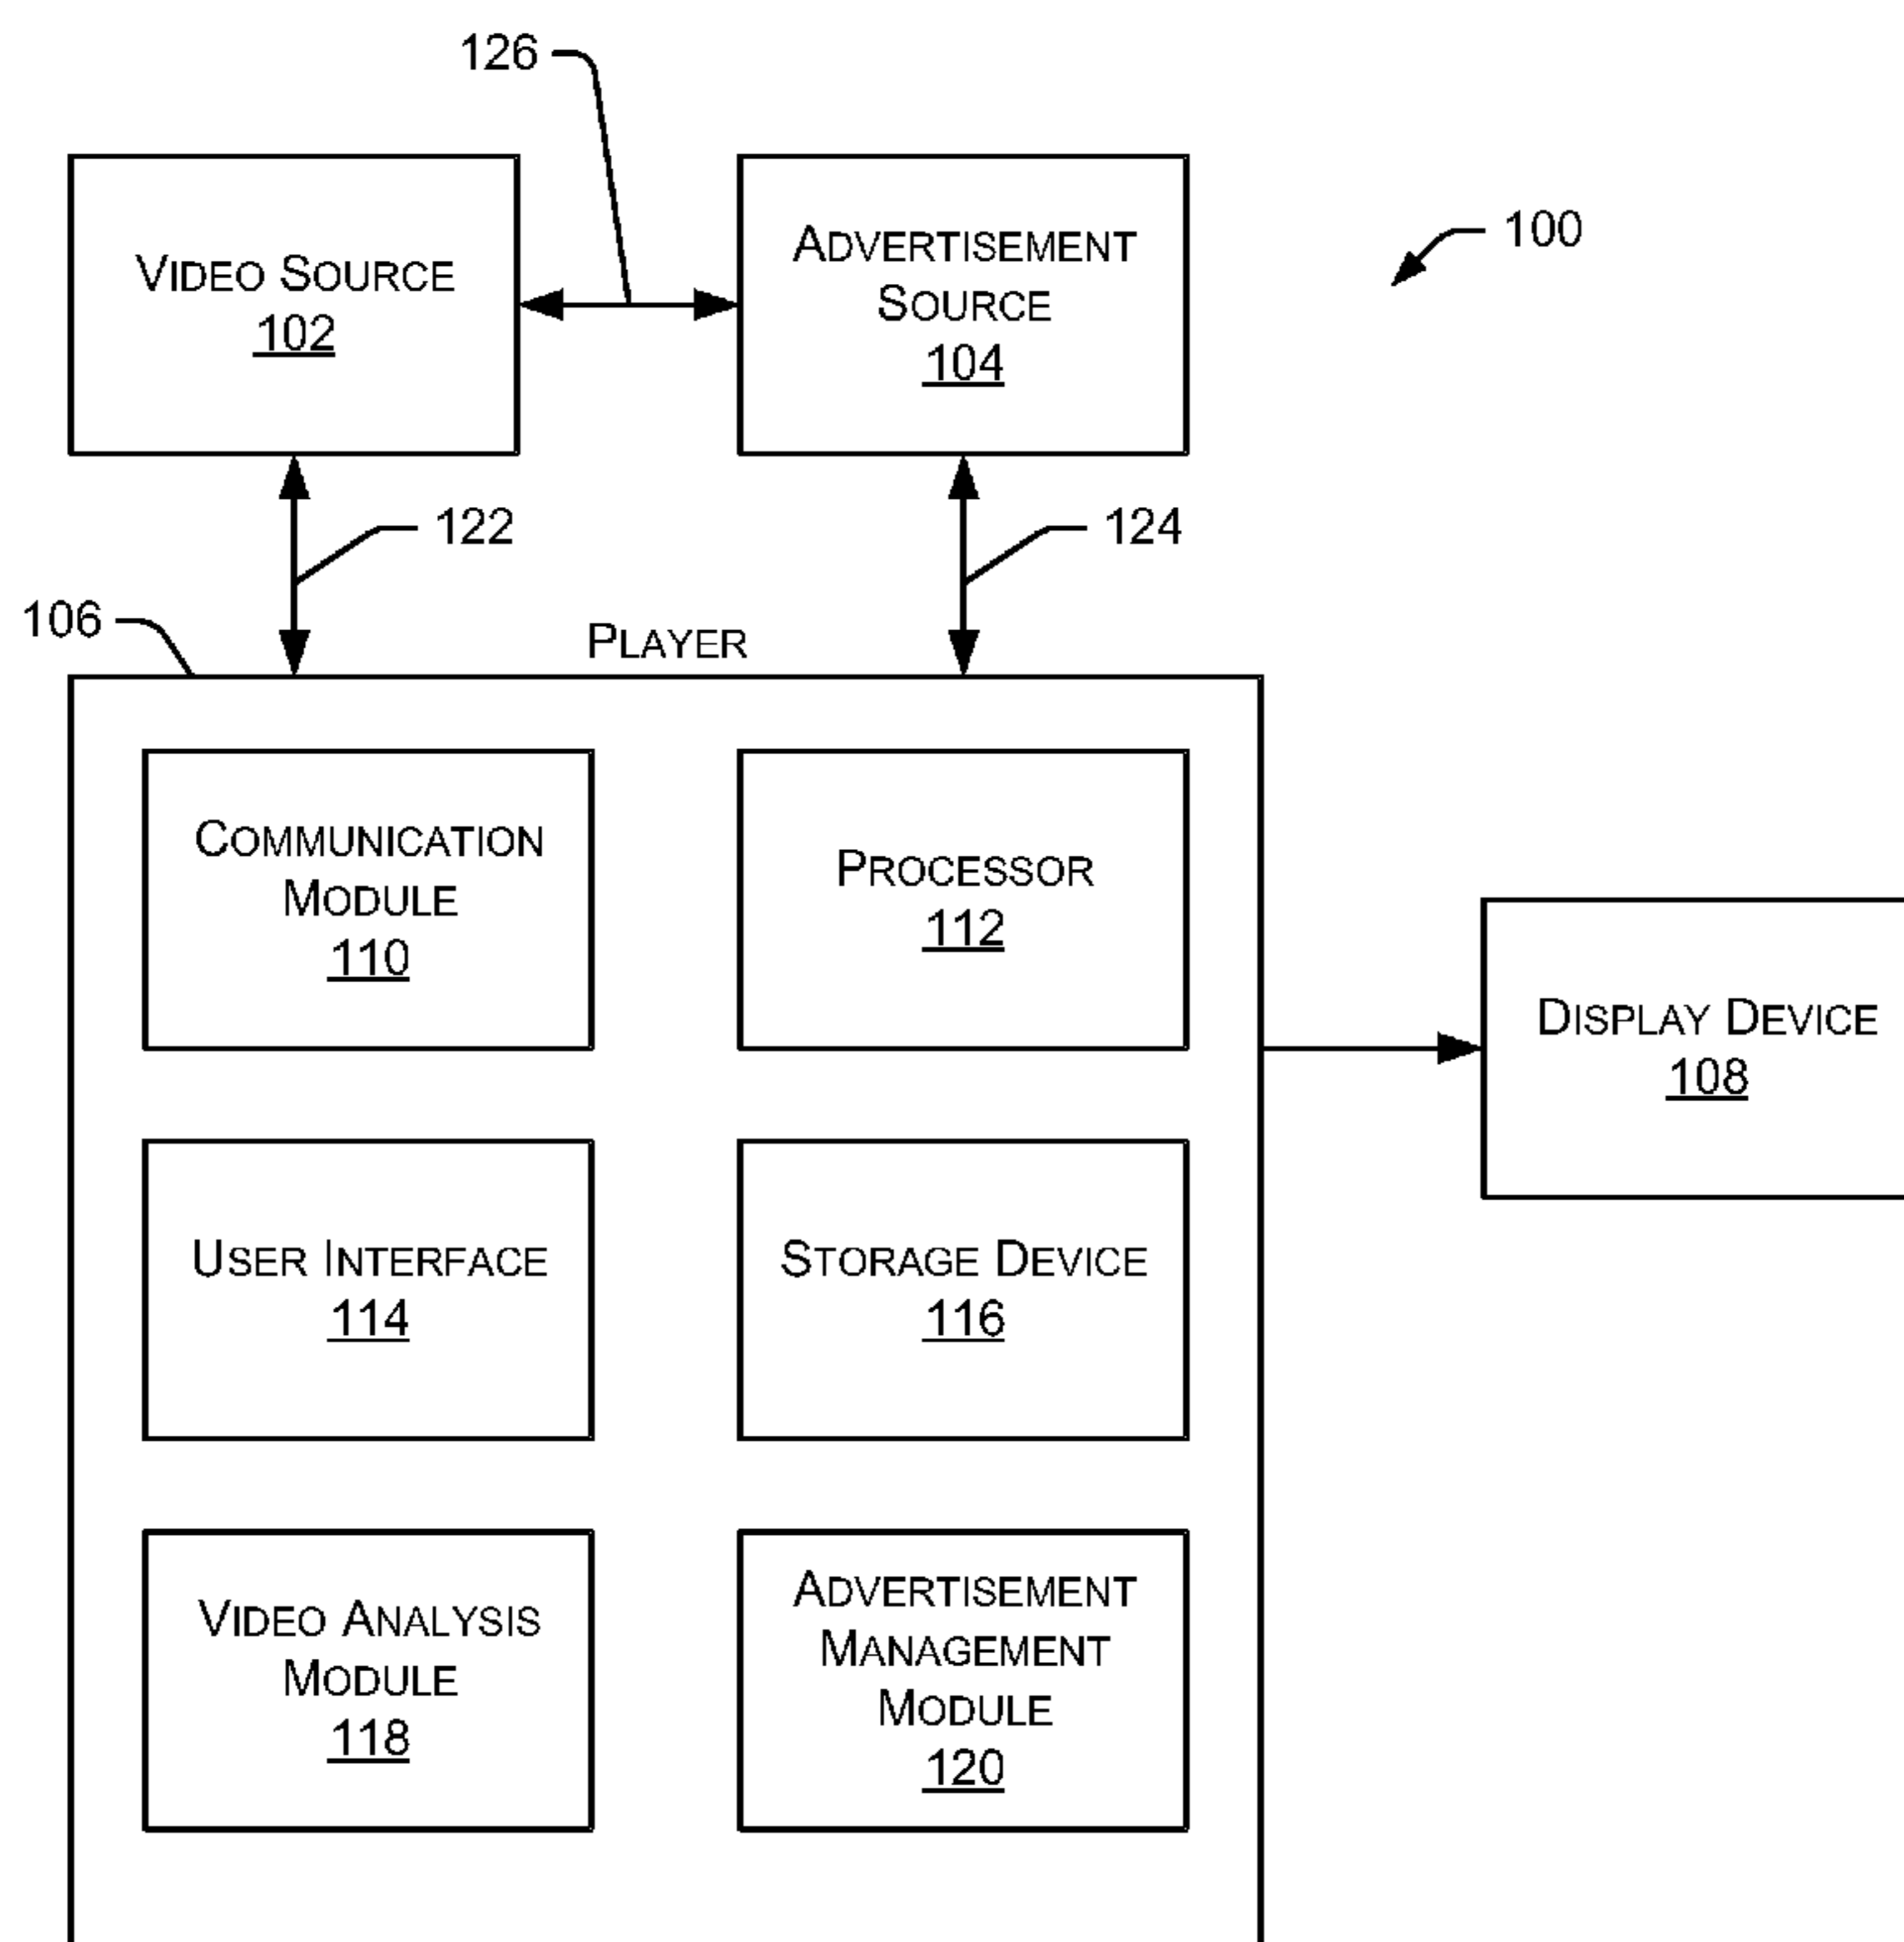 126
100
VIDEO SOURCE
102
ADVERTISEMENT
SOURCE
104
122
124
106
PLAYER
COMMUNICATION
MODULE
110
PROCESSOR
112
DISPLAY DEVICE
108
USER INTERFACE
114
STORAGE DEVICE
116
VIDEO ANALYSIS
MODULE
118
ADVERTISEMENT
MANAGEMENT
MODULE
120